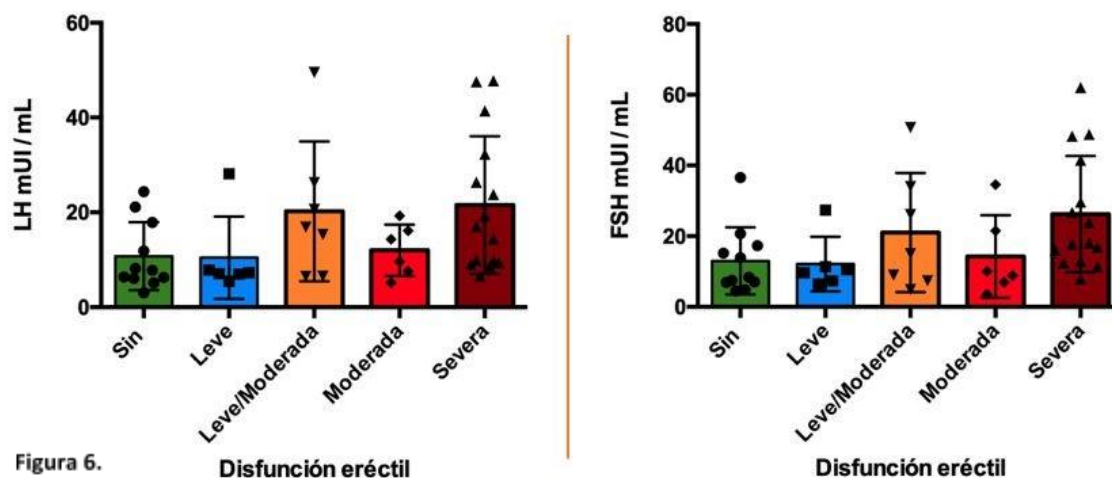 LH mUI / mL
60
40
20
0
Sin
Leve
Leve/Moderada
Moderada
Severa
Disfunción eréctil
Figura 6.
FSH mUI / mL
80
60
40
20
0
Sin
Leve
Leve/Moderada
Moderada
Severa
Disfunción eréctil